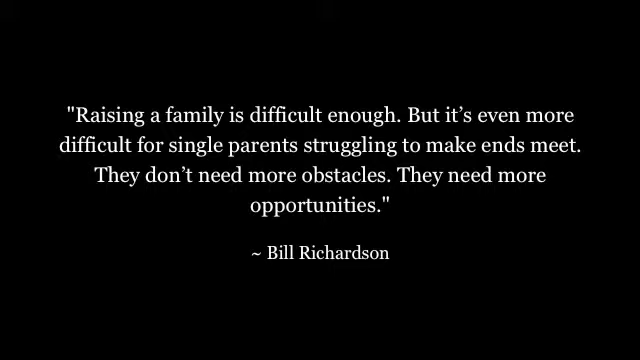 "Raising a family is difficult enough. But it’s even more
difficult for single parents struggling to make ends meet.
They don’t need more obstacles. They need more
opportunities."
~ Bill Richardson